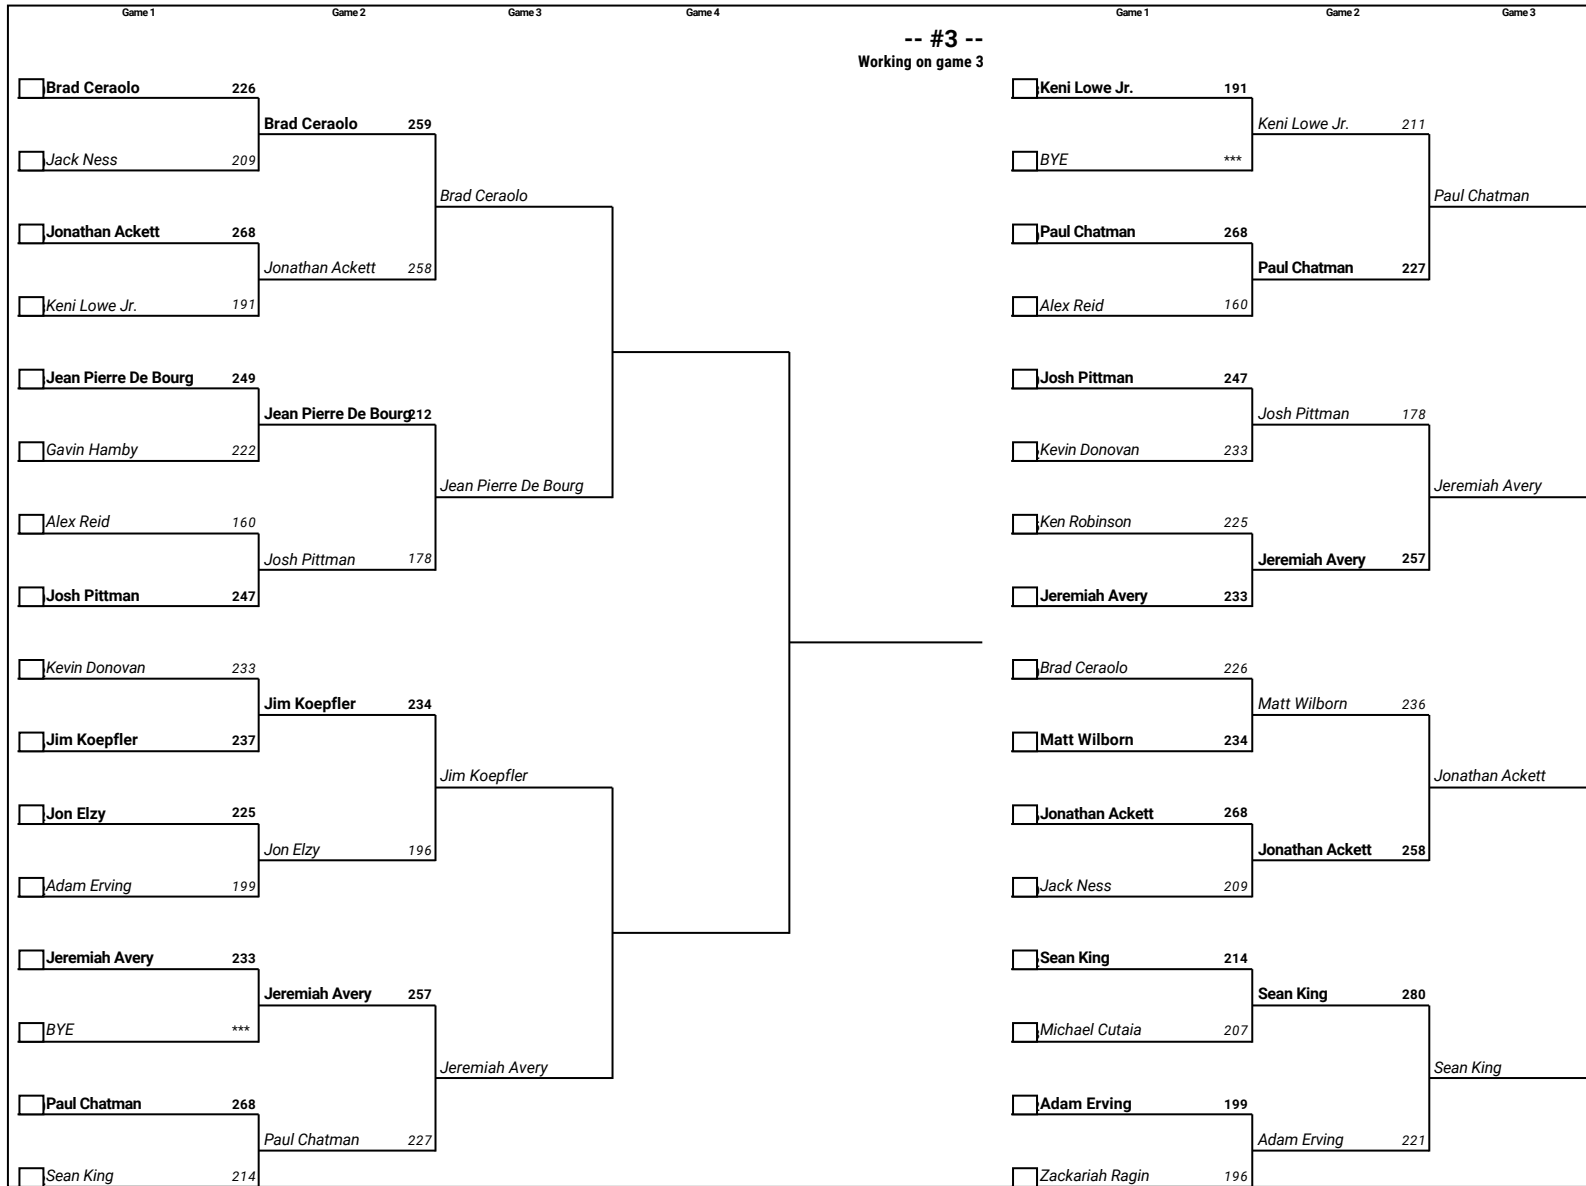 Game 1 Game 2 Game 3 Game 4 Game 1 Game 2 Game 3
-- #3 --
Working on game 3
Brad Ceraolo 226
Brad Ceraolo 259
Jack Ness 209
Brad Ceraolo
Jonathan Ackett 268
Jonathan Ackett 258
Keni Lowe Jr. 191
Jean Pierre De Bourg 249
Jean Pierre De Bourg 212
Gavin Hamby 222
Jean Pierre De Bourg
Alex Reid 160
Josh Pittman 178
Josh Pittman 247
Kevin Donovan 233
Jim Koepfler 234
Jim Koepfler 237
Jim Koepfler
Jon Elzy 225
Jon Elzy 196
Adam Erving 199
Jeremiah Avery 233
Jeremiah Avery 257
BYE ***
Jeremiah Avery
Paul Chatman 268
Paul Chatman 227
Sean King 214
Keni Lowe Jr. 191
Keni Lowe Jr. 211
BYE ***
Paul Chatman
Paul Chatman 268
Paul Chatman 227
Alex Reid 160
Josh Pittman 247
Josh Pittman 178
Kevin Donovan 233
Jeremiah Avery
Ken Robinson 225
Jeremiah Avery 257
Jeremiah Avery 233
Brad Ceraolo 226
Matt Wilborn 236
Matt Wilborn 234
Jonathan Ackett
Jonathan Ackett 268
Jonathan Ackett 258
Jack Ness 209
Sean King 214
Sean King 280
Michael Cutaia 207
Sean King
Adam Erving 199
Adam Erving 221
Zackariah Ragin 196